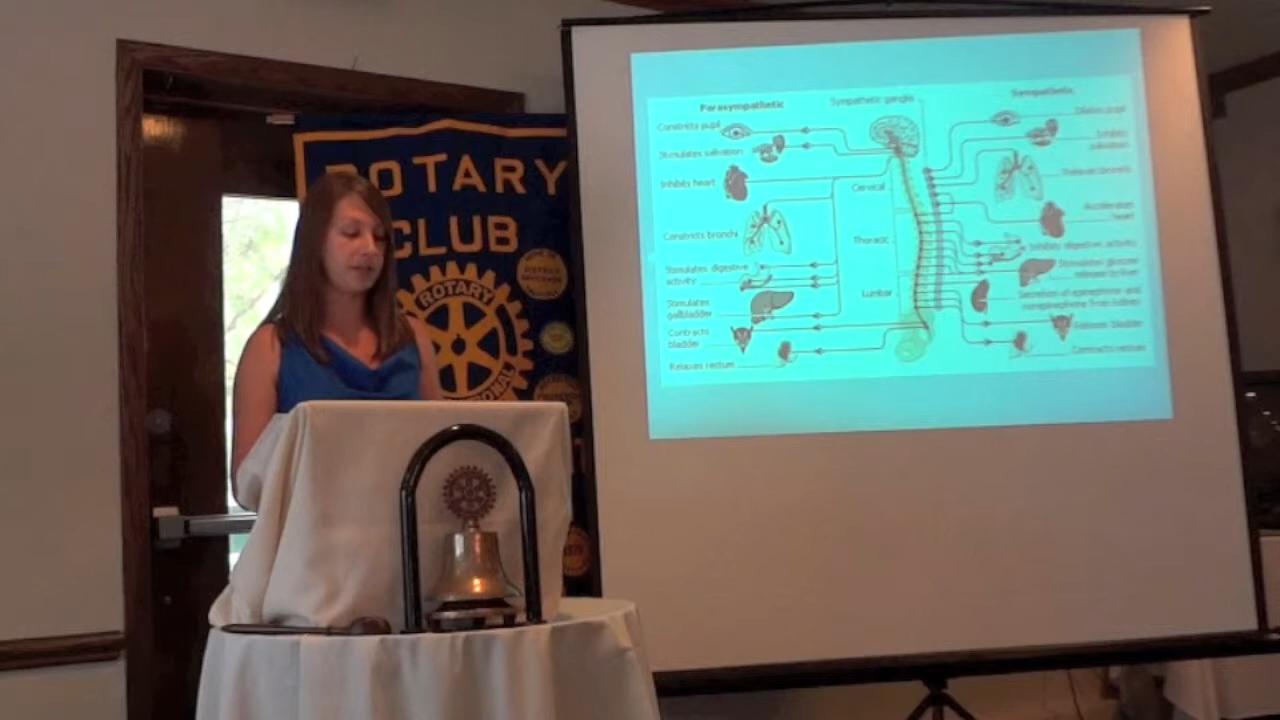 ROTARY
CLUB
ROTARY
Parasympathetic
Constricts pupil
Stimulates salivation
Inhibits heart
Constricts bronchi
Stimulates digestive
activity
Stimulates
gallbladder
Contracts
bladder
Relaxes rectum
Sympathetic ganglia
Cervical
Thoracic
Lumbar
Sympathetic
Dilates pupil
Inhibits
salivation
Relaxes bronchi
Accelerates
heart
Inhibits digestive activity
Stimulates glucose
release by liver
Secretion of epinephrine and
norepinephrine from kidney
Relaxes bladder
Contracts rectum